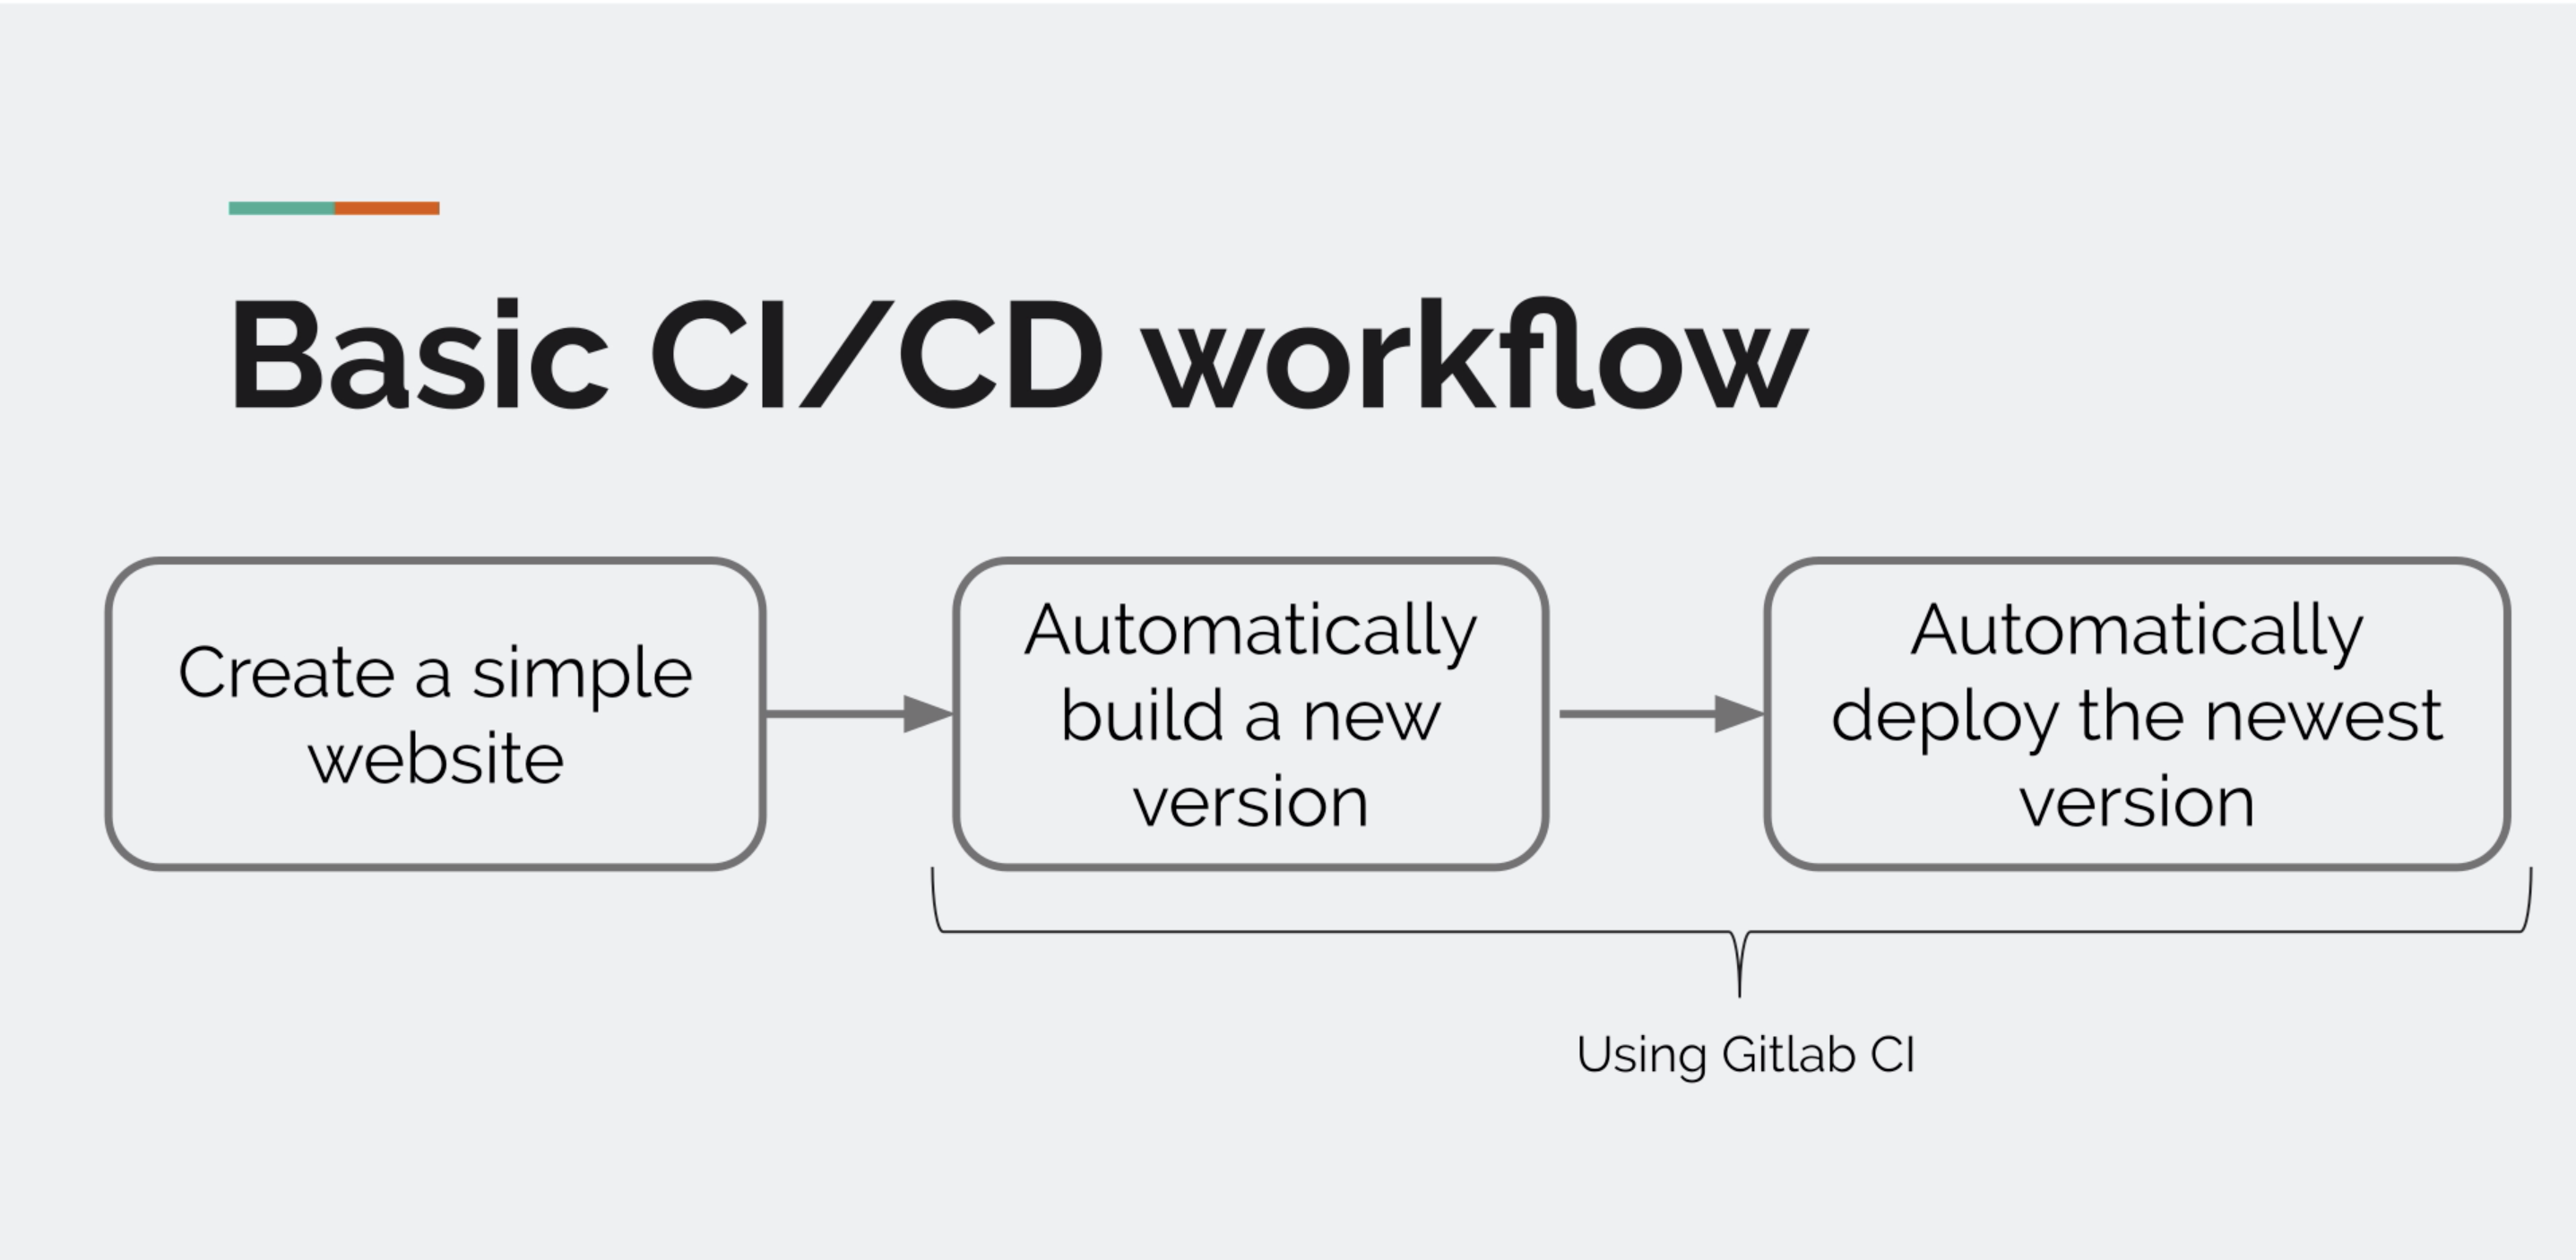 Basic CI/CD workflow
Create a simple
website
Automatically
build a new
version
Automatically
deploy the newest
version
Using Gitlab CI